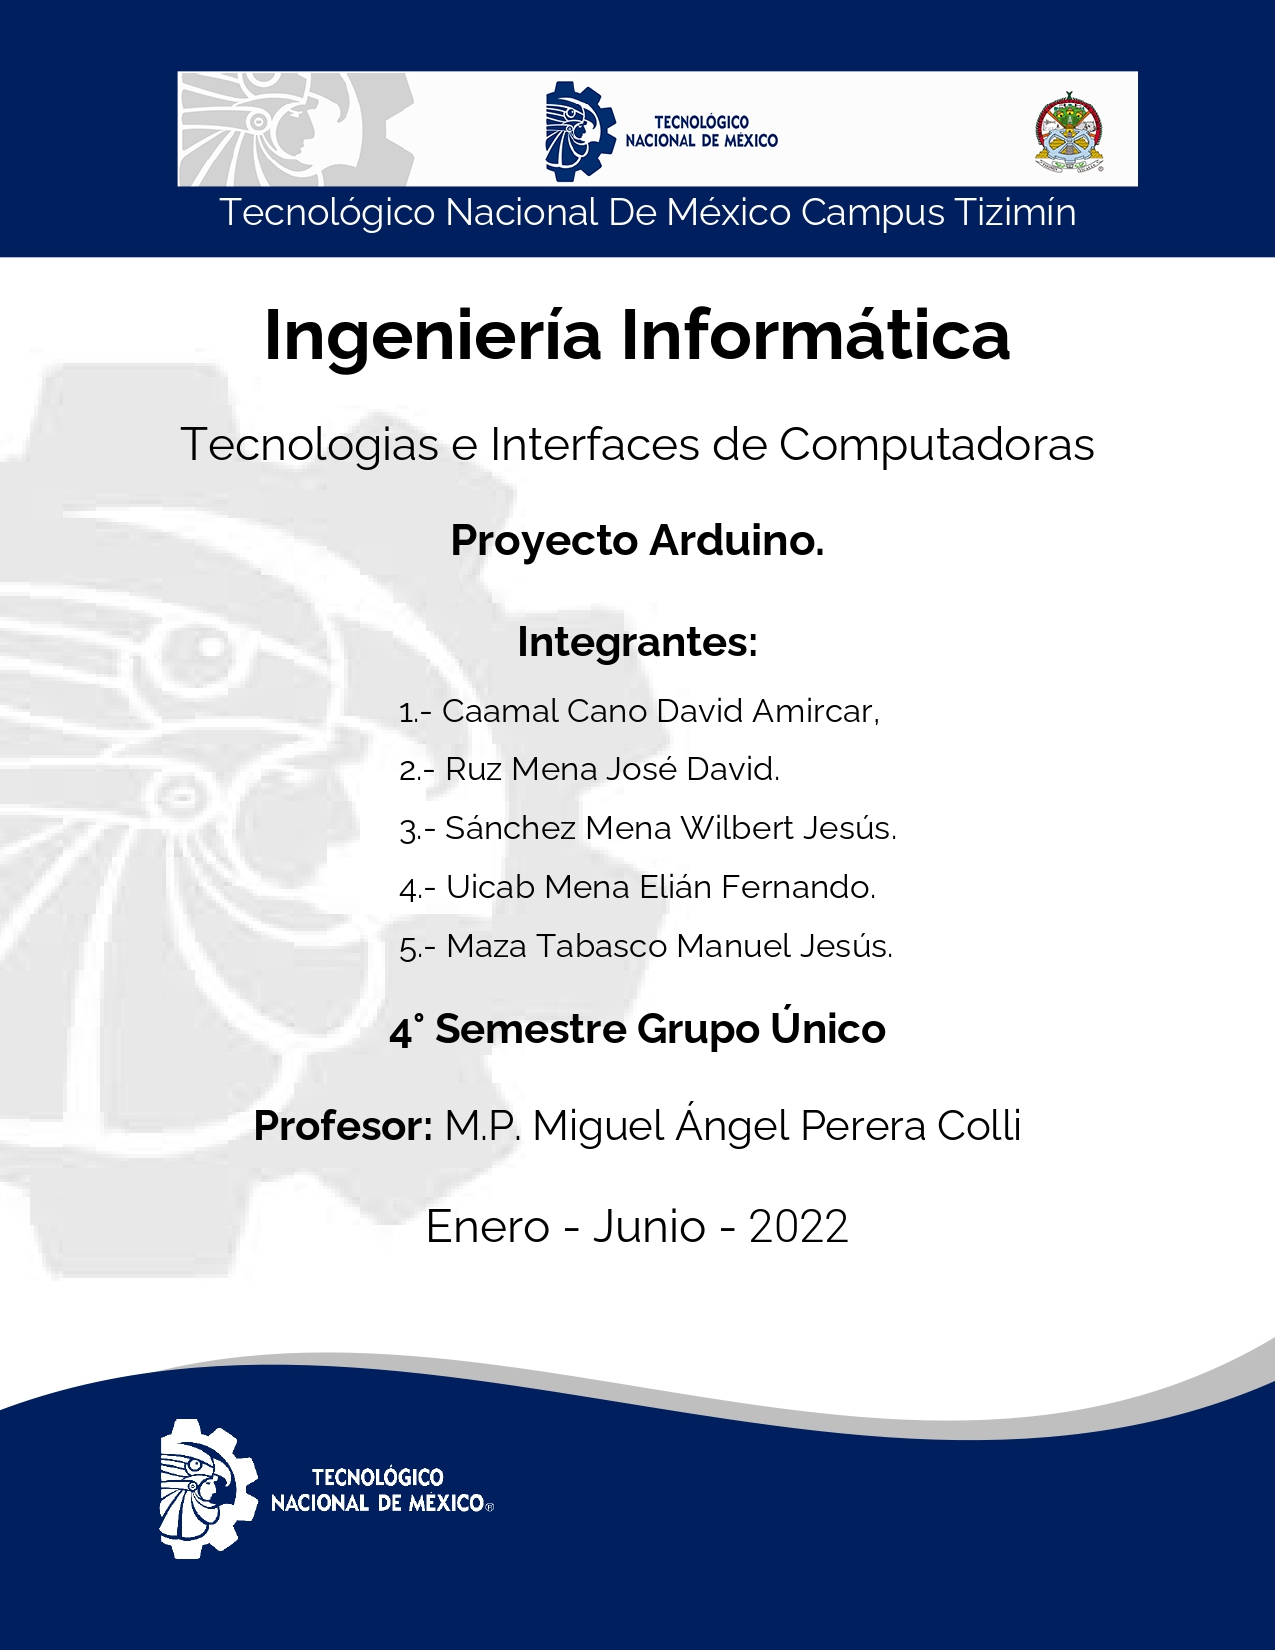 TECNOLÓGICO
NACIONAL DE MÉXICO
Tecnológico Nacional De México Campus Tizimín
Ingeniería Informática
Tecnologias e Interfaces de Computadoras
Proyecto Arduino.
Integrantes:
1.- Caamal Cano David Amircar,
2.- Ruz Mena José David.
3.- Sánchez Mena Wilbert Jesús.
4.- Uicab Mena Elián Fernando.
5.- Maza Tabasco Manuel Jesús.
4° Semestre Grupo Único
Profesor: M.P. Miguel Ángel Perera Colli
Enero - Junio - 2022
TECNOLÓGICO
NACIONAL DE MÉXICO®